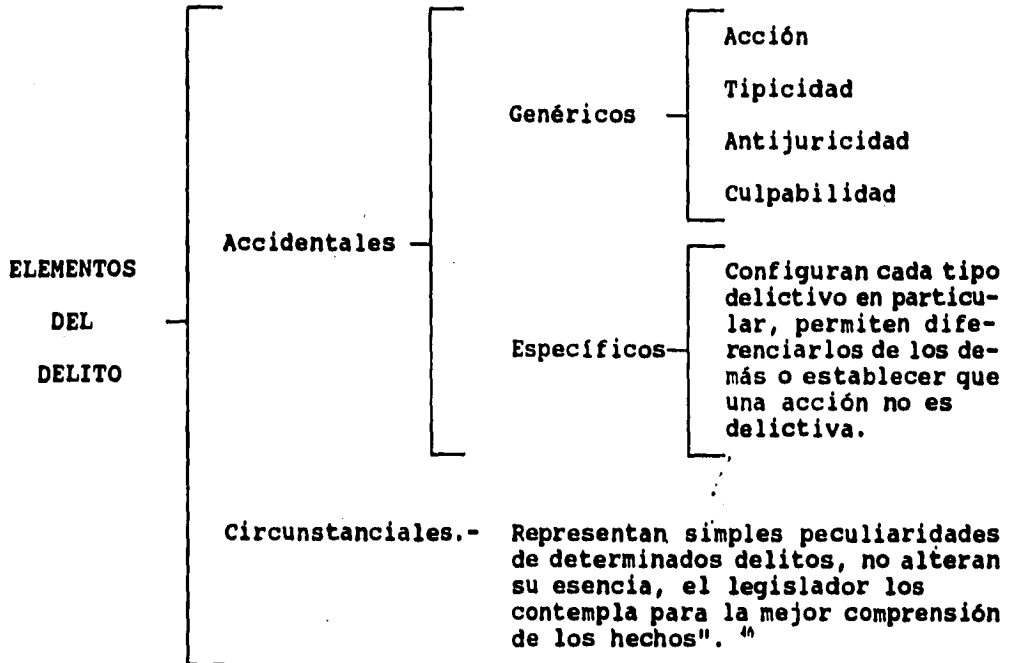 ELEMENTOS
DEL
DELITO
Accidentales
Genéricos
Acción
Tipicidad
Antijuricidad
Culpabilidad
Específicos
Configuran cada tipo
delictivo en particu-
lar, permiten dife-
renciarlos de los de-
más o establecer que
una acción no es
delictiva.
Circunstanciales.-
Representan simples peculiaridades
de determinados delitos, no alteran
su esencia, el legislador los
contempla para la mejor comprensión
de los hechos".